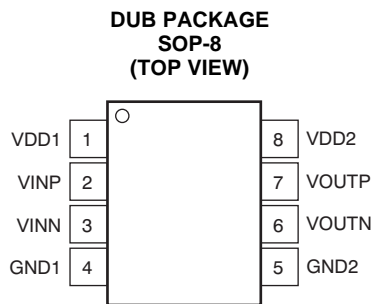 DUB PACKAGE
SOP-8
(TOP VIEW)
VDD1 1 8 VDD2
VINP 2 7 VOUTP
VINN 3 6 VOUTN
GND1 4 5 GND2